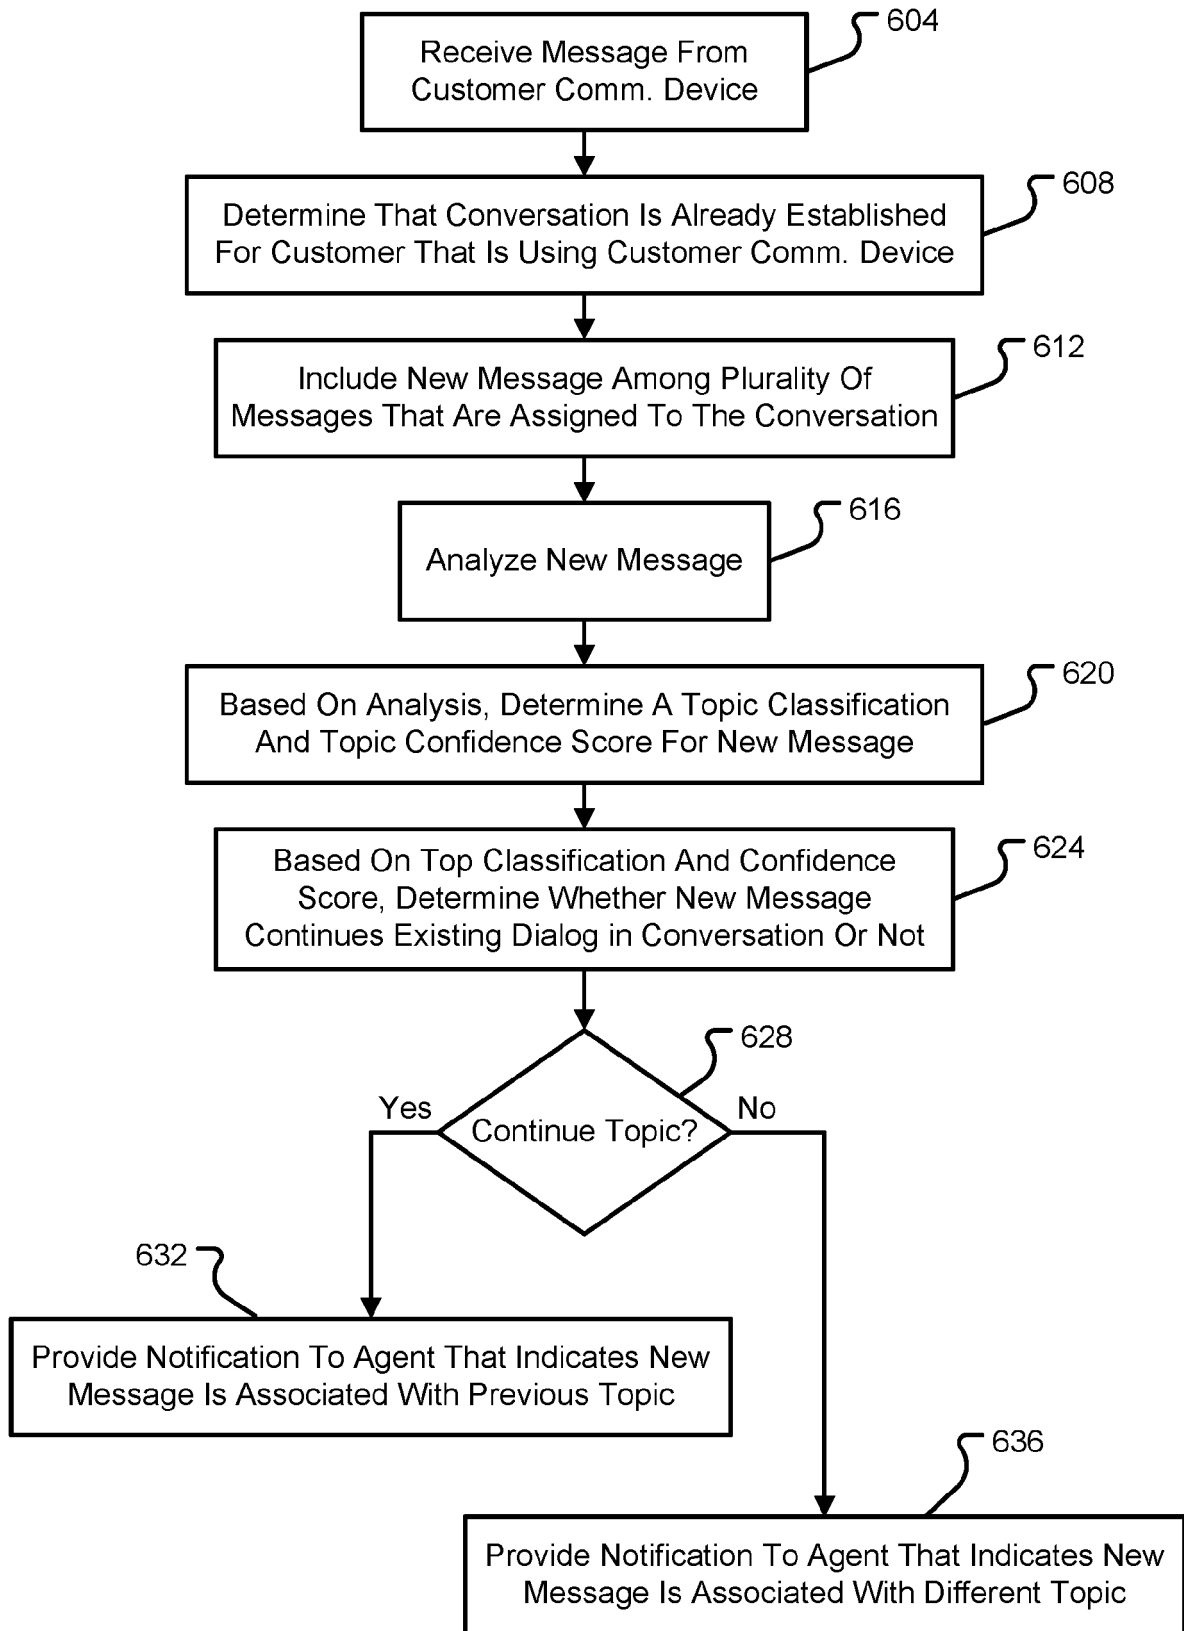 604
Receive Message From
Customer Comm. Device
608
Determine That Conversation Is Already Established
For Customer That Is Using Customer Comm. Device
612
Include New Message Among Plurality Of
Messages That Are Assigned To The Conversation
616
Analyze New Message
620
Based On Analysis, Determine A Topic Classification
And Topic Confidence Score For New Message
624
Based On Top Classification And Confidence
Score, Determine Whether New Message
Continues Existing Dialog in Conversation Or Not
628
Yes
No
Continue Topic?
632
Provide Notification To Agent That Indicates New
Message Is Associated With Previous Topic
636
Provide Notification To Agent That Indicates New
Message Is Associated With Different Topic